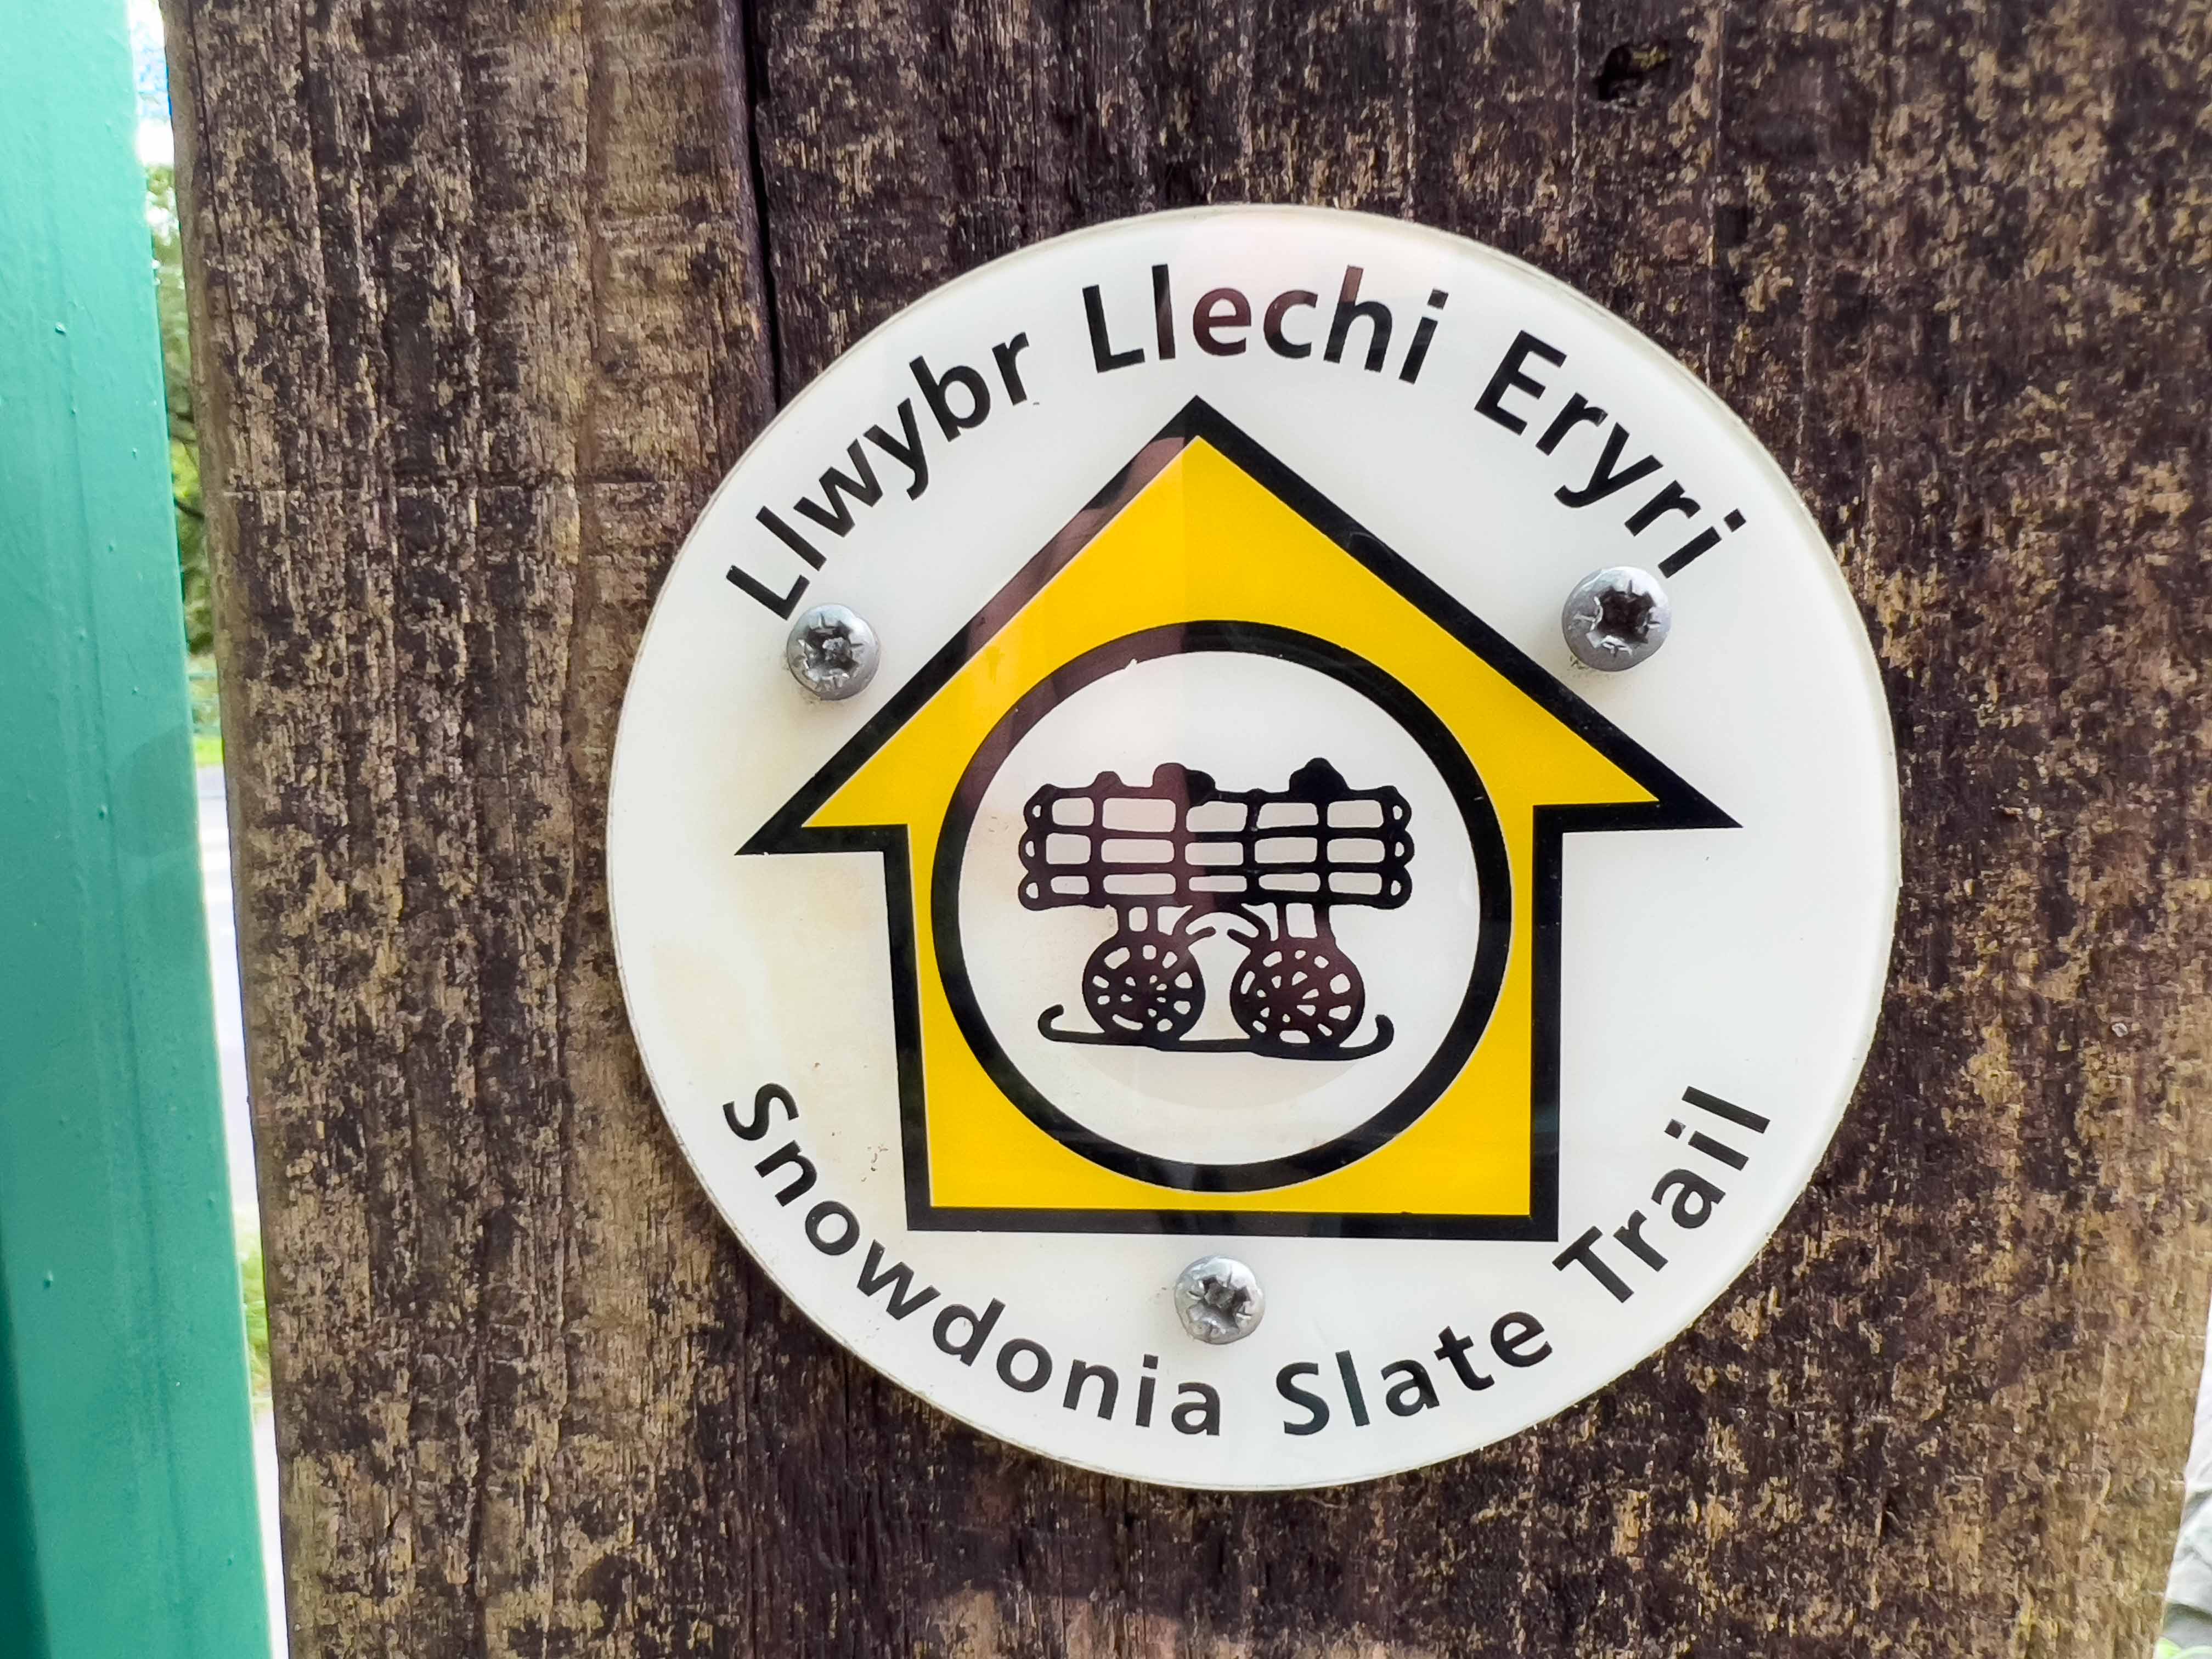 Llwybr Llechi Eryri
Snowdonia Slate Trail